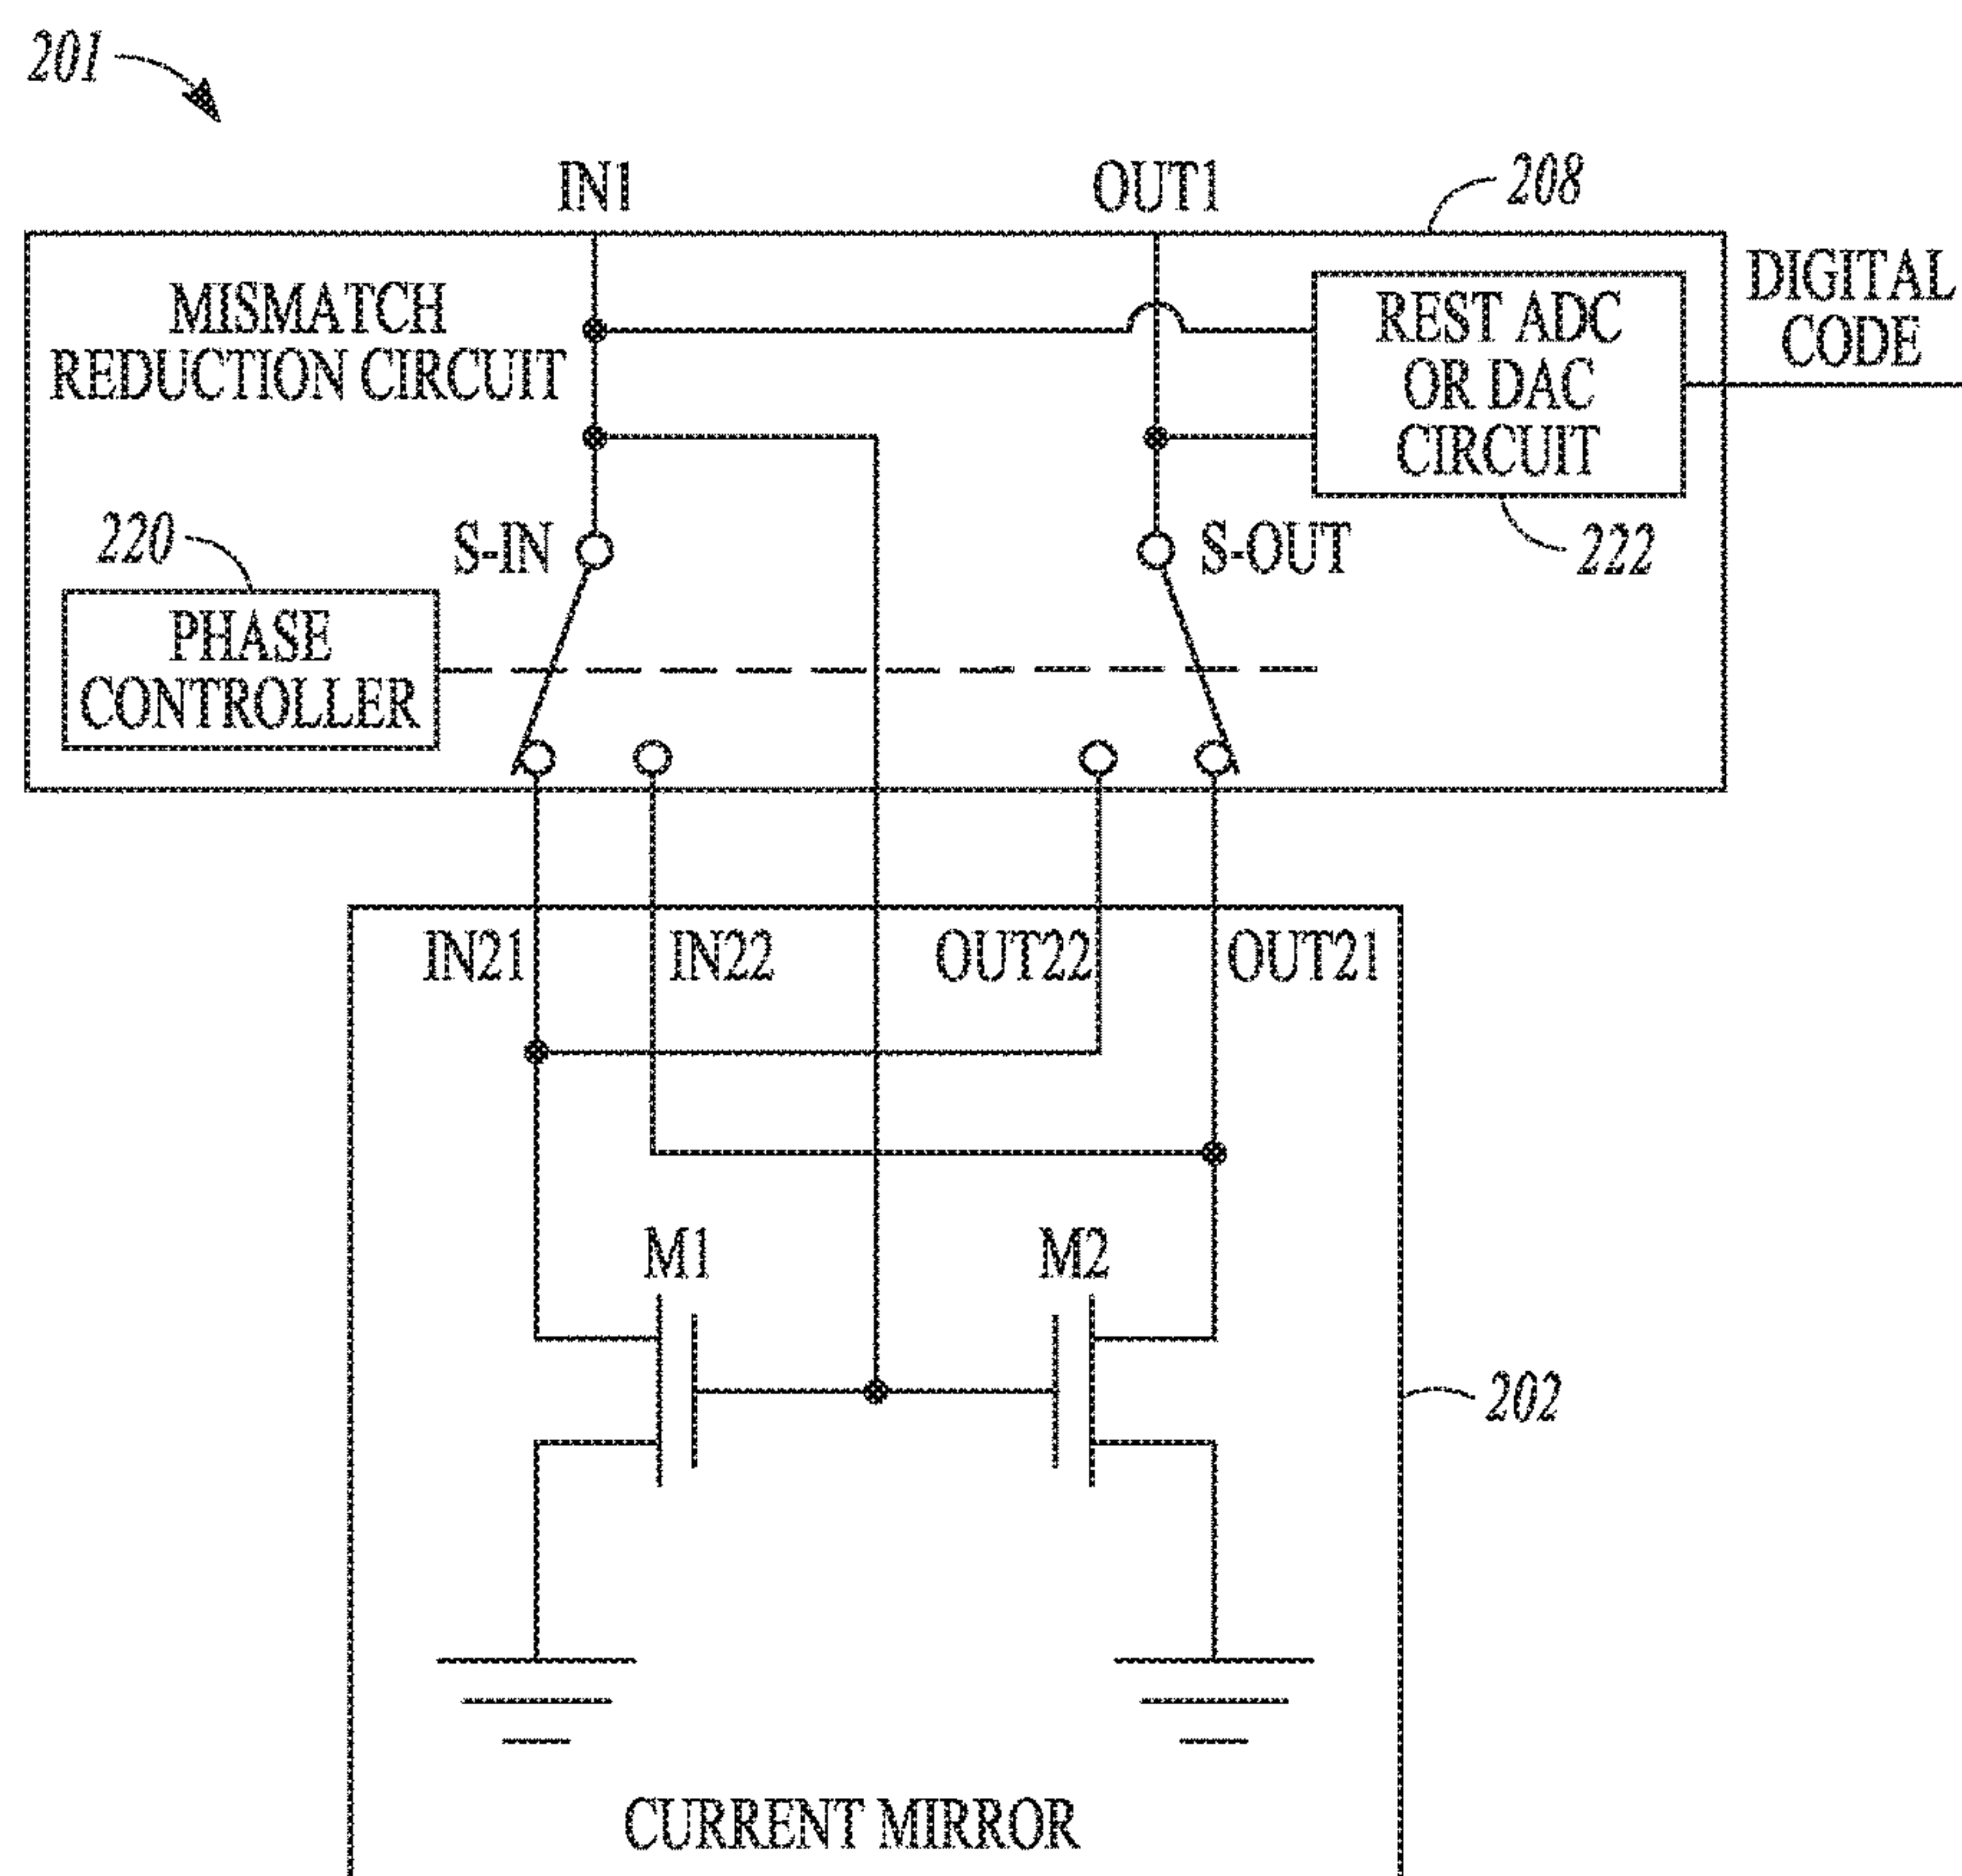 201
IN1
OUT1
208
MISMATCH
REDUCTION CIRCUIT
REST ADC
OR DAC
CIRCUIT
DIGITAL
CODE
220
S-IN
S-OUT
222
PHASE
CONTROLLER
IN21
IN22
OUT22
OUT21
M1
M2
202
CURRENT MIRROR